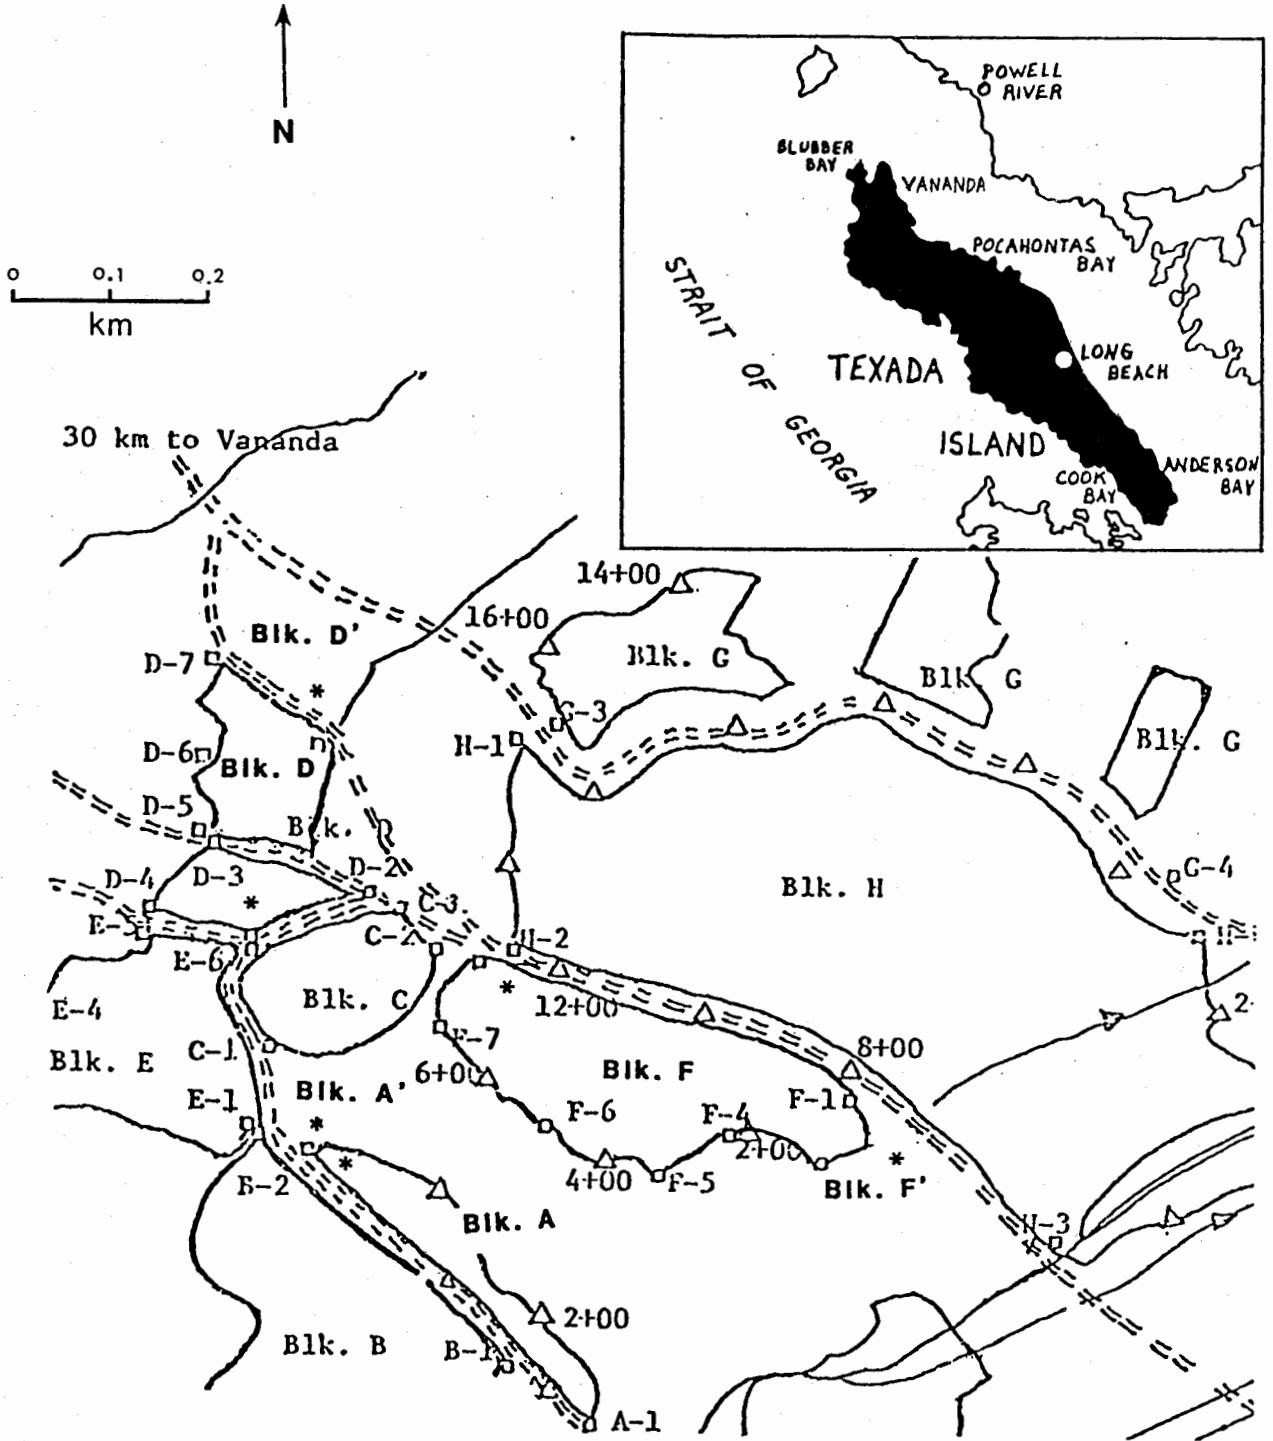 N
0 0.1 0.2
km
POWELL
RIVER
BLUBBER
BAY
VANANDA
POCAHONTAS
BAY
STRAIT OF GEORGIA
LONG
BEACH
TEXADA
ISLAND
COOK
BAY
ANDERSON
BAY
30 km to Vananda
14+00
16+00
Blk. D'
Blk. G
D-7
Blk. G
G-3
H-1
Blk. G
D-6
Blk. D
D-5
Blk.
D-2
D-3
D-4
G-4
Blk. H
C-3
C-2
H-2
E-6
Blk. C
12+00
E-4
F-7
C-1
8+00
Blk. E
6+00
Blk. F
Blk. A'
E-1
F-6
F-4
F-1
2+00
4+00
F-5
Blk. F'
B-2
Blk. A
H-3
2+00
Blk. B
B-1
A-1